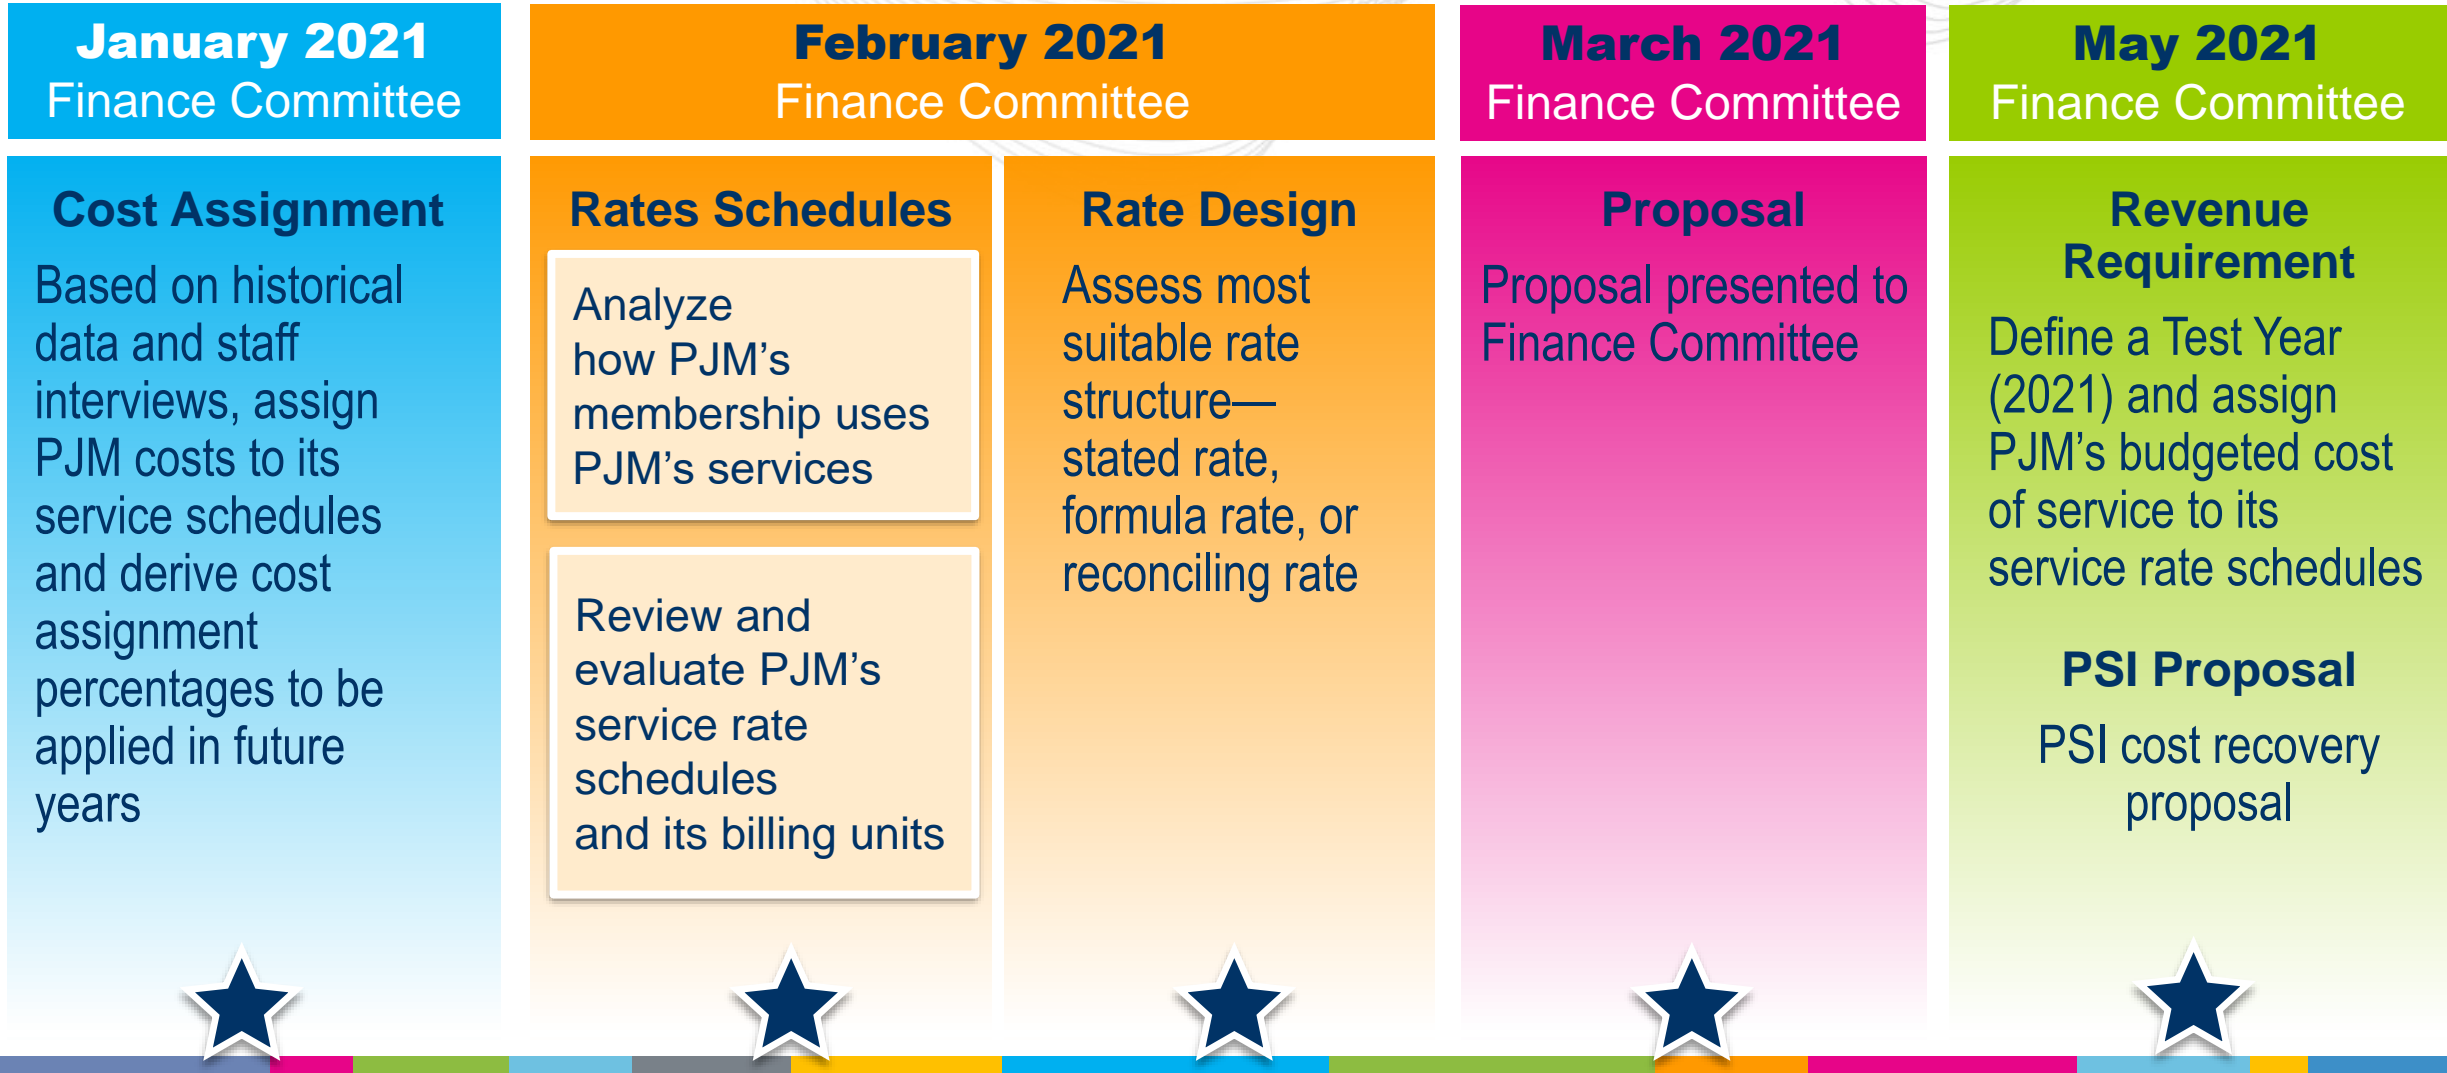 January 2021
Finance Committee
Cost Assignment
Based on historical
data and staff
interviews, assign
PJM costs to its
service schedules
and derive cost
assignment
percentages to be
applied in future
years
February 2021
Finance Committee
Rates Schedules
Analyze
how PJM’s
membership uses
PJM’s services
Review and
evaluate PJM’s
service rate
schedules
and its billing units
Rate Design
Assess most
suitable rate
structure—
stated rate,
formula rate, or
reconciling rate
March 2021
Finance Committee
Proposal
Proposal presented to
Finance Committee
May 2021
Finance Committee
Revenue
Requirement
Define a Test Year
(2021) and assign
PJM’s budgeted cost
of service to its
service rate schedules
PSI Proposal
PSI cost recovery
proposal